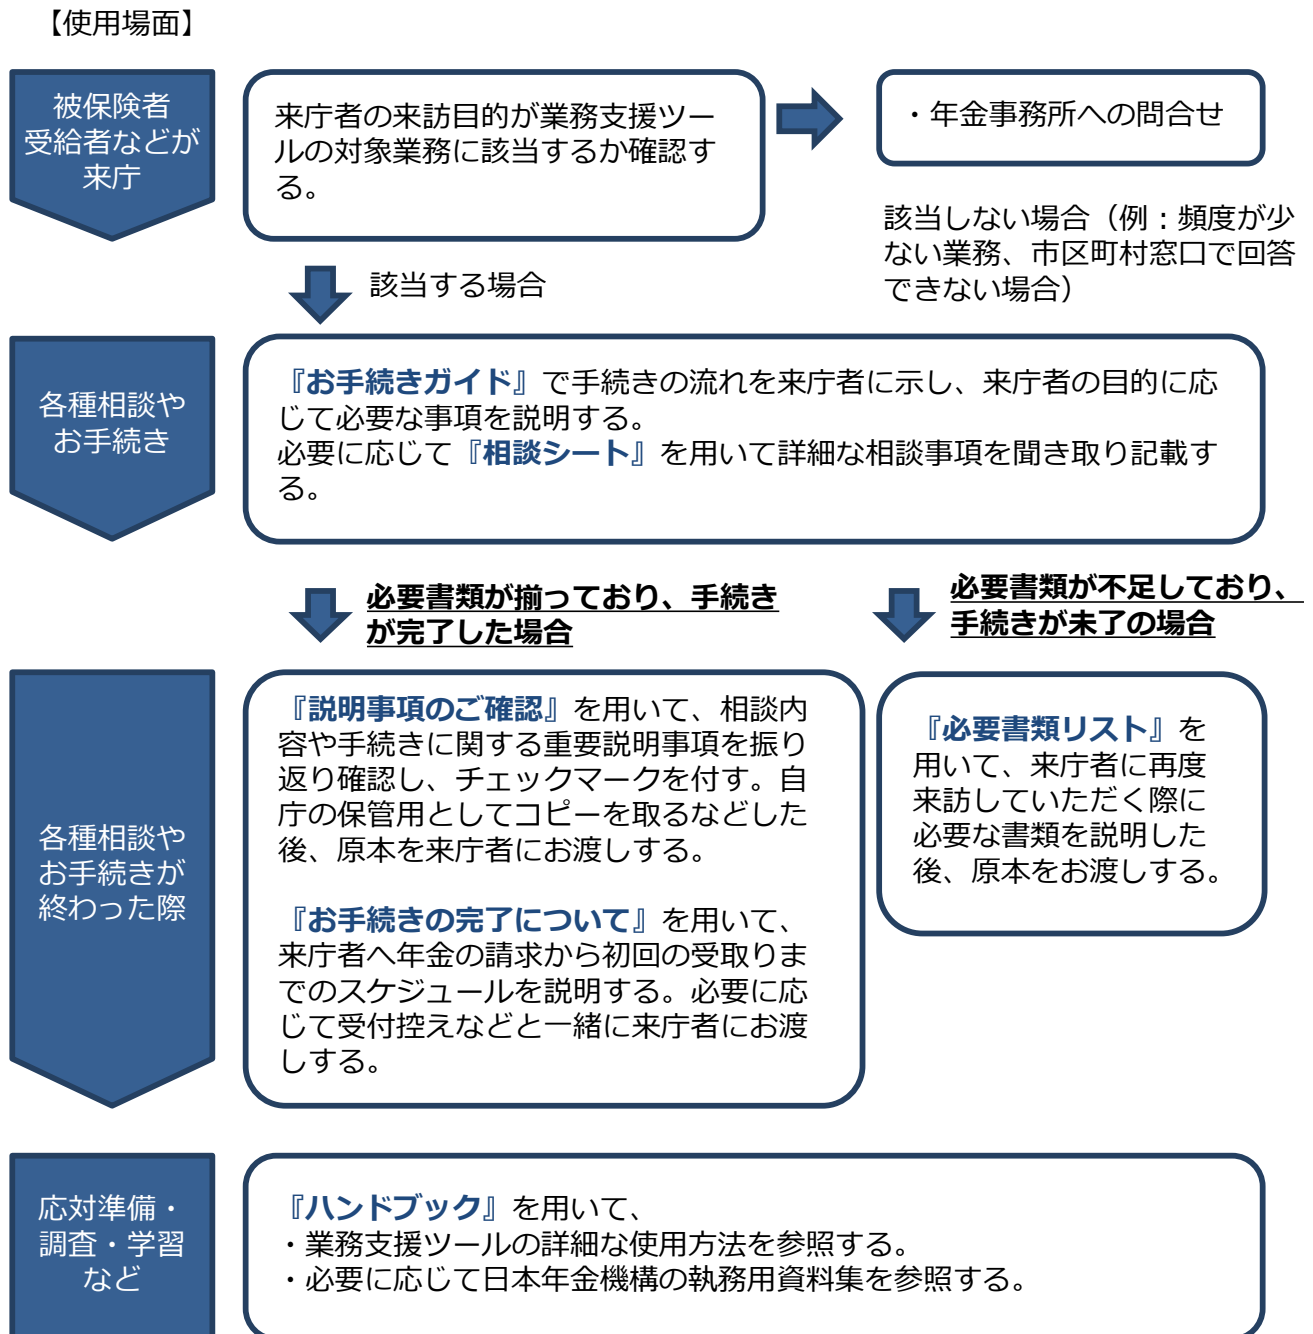 【使用場面】
被保険者
受給者などが
来庁
来庁者の来訪目的が業務支援ツー
ルの対象業務に該当するか確認す
る。
・年金事務所への問合せ
該当しない場合（例：頻度が少
ない業務、市区町村窓口で回答
できない場合）
該当する場合
各種相談や
お手続き
『お手続きガイド』で手続きの流れを来庁者に示し、来庁者の目的に応
じて必要な事項を説明する。
必要に応じて『相談シート』を用いて詳細な相談事項を聞き取り記載す
る。
必要書類が揃っており、手続き
が完了した場合
必要書類が不足しており、
手続きが未了の場合
各種相談や
お手続きが
終わった際
『説明事項のご確認』を用いて、相談内
容や手続きに関する重要説明事項を振り
返り確認し、チェックマークを付す。自
庁の保管用としてコピーを取るなどした
後、原本を来庁者にお渡しする。
『お手続きの完了について』を用いて、
来庁者へ年金の請求から初回の受取りま
でのスケジュールを説明する。必要に応
じて受付控えなどと一緒に来庁者にお渡
しする。
『必要書類リスト』を
用いて、来庁者に再度
来訪していただく際に
必要な書類を説明した
後、原本をお渡しする。
応対準備・
調査・学習
など
『ハンドブック』を用いて、
・業務支援ツールの詳細な使用方法を参照する。
・必要に応じて日本年金機構の執務用資料集を参照する。